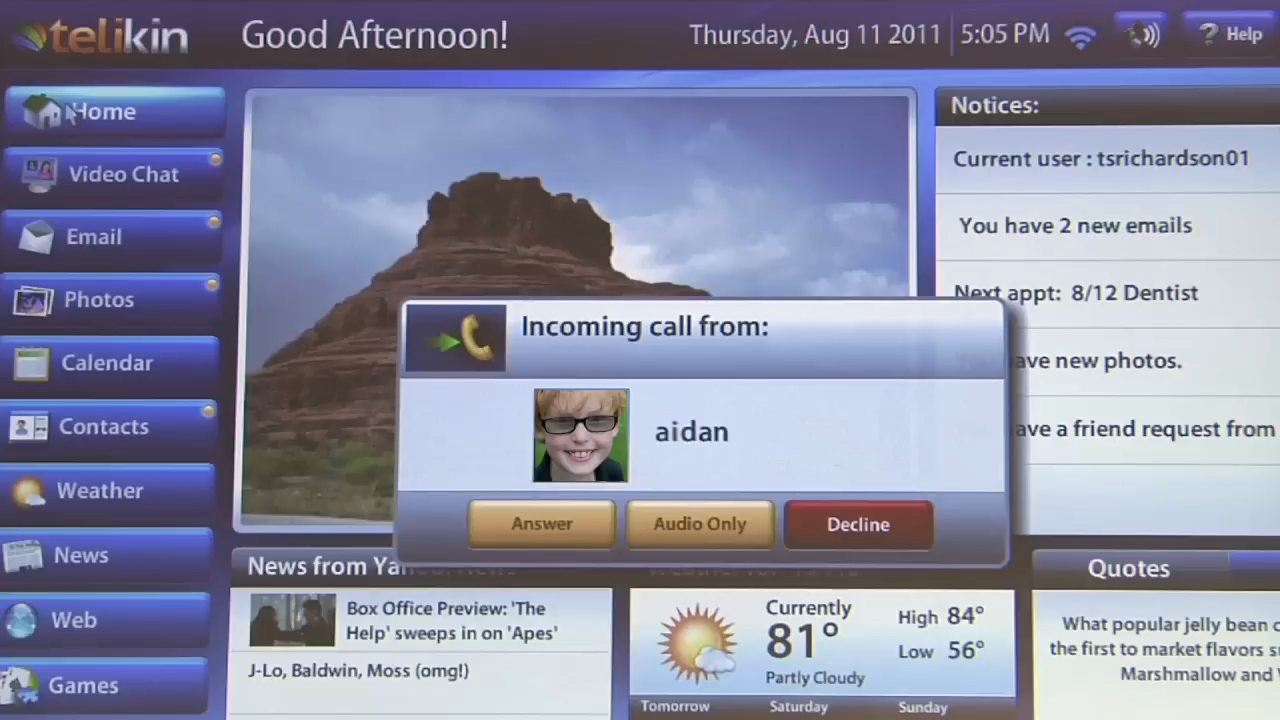 telikin
Good Afternoon!
Thursday, Aug 11 2011
5:05 PM
? Help
Home
Video Chat
Email
Photos
Calendar
Contacts
Weather
News
Web
Games
Notices:
Current user : tsrichardson01
You have 2 new emails
Next appt: 8/12 Dentist
have new photos.
have a friend request from
Incoming call from:
aidan
Answer
Audio Only
Decline
News from
Box Office Preview: 'The
Help' sweeps in on 'Apes'
J-Lo, Baldwin, Moss (omg!)
Currently
81°
Partly Cloudy
High 84°
Low 56°
Tomorrow
Saturday
Sunday
Quotes
What popular jelly bean
the first to market flavors
Marshmallow and